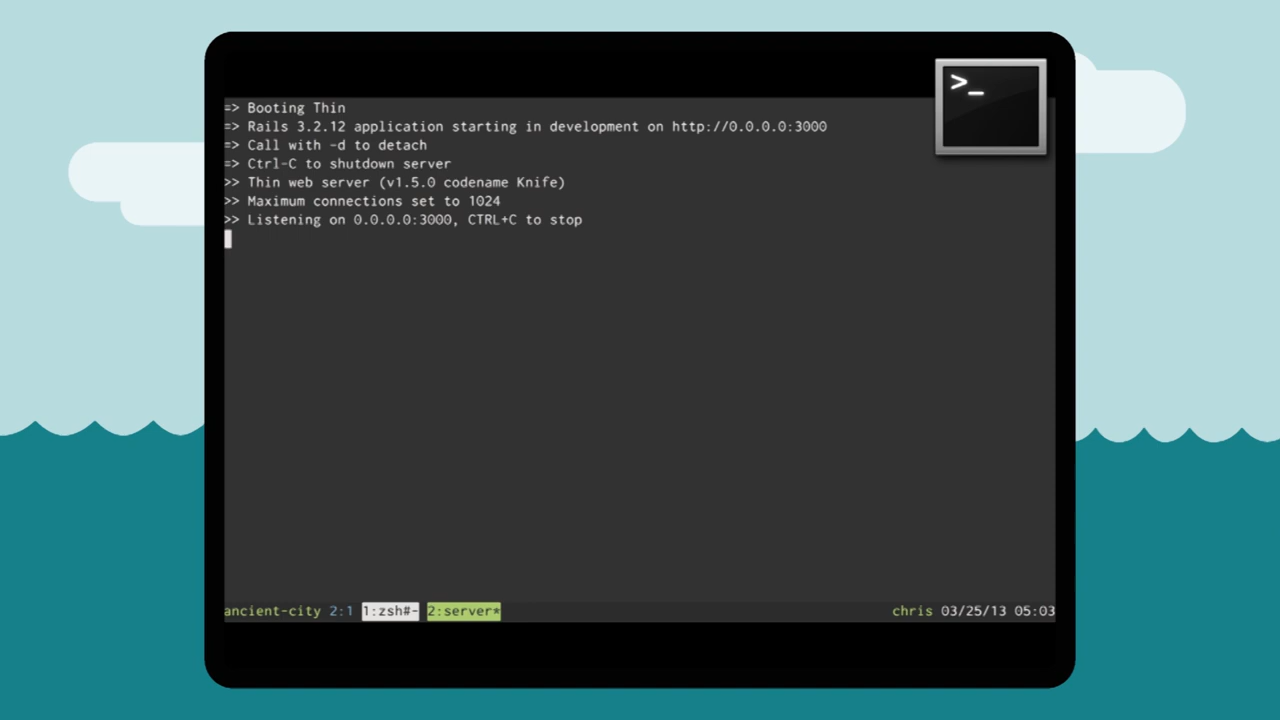 >_
=> Booting Thin
=> Rails 3.2.12 application starting in development on http://0.0.0.0:3000
=> Call with -d to detach
=> Ctrl-C to shutdown server
>> Thin web server (v1.5.0 codename Knife)
>> Maximum connections set to 1024
>> Listening on 0.0.0.0:3000, CTRL+C to stop
ancient-city 2:1 1:zsh#- 2:server* chris 03/25/13 05:03